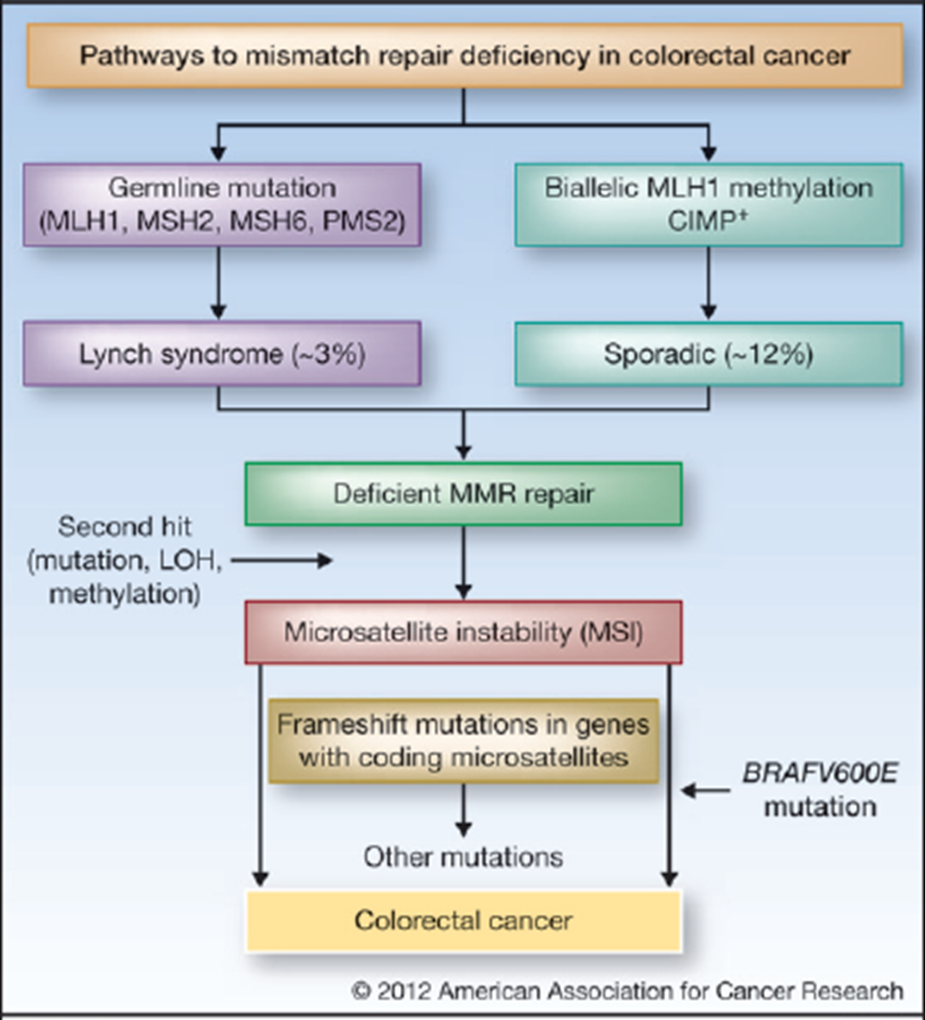 Pathways to mismatch repair deficiency in colorectal cancer
Germline mutation
(MLH1, MSH2, MSH6, PMS2)
Biallelic MLH1 methylation
CIMP⁺
Lynch syndrome (~3%)
Sporadic (~12%)
Deficient MMR repair
Second hit
(mutation, LOH,
methylation)
Microsatellite instability (MSI)
Frameshift mutations in genes
with coding microsatellites
BRAFV600E
mutation
Other mutations
Colorectal cancer
© 2012 American Association for Cancer Research